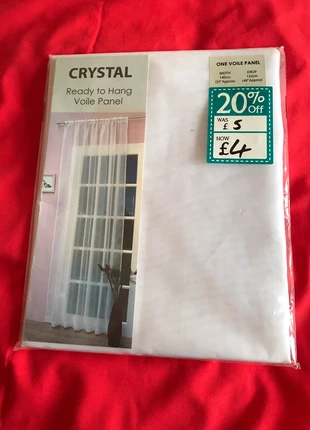 CRYSTAL
Ready to Hang
Voile Panel
ONE VOILE PANEL
WIDTH DROP
20% Off
WAS
£ 5
NOW
£4